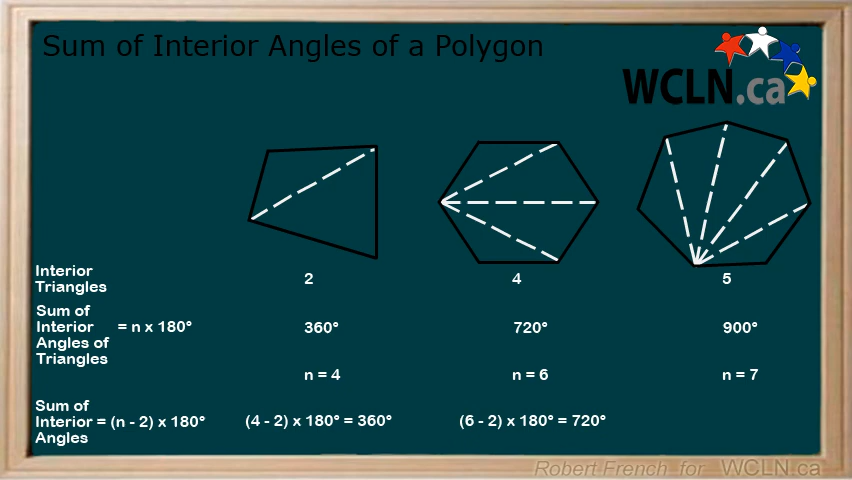 Sum of Interior Angles of a Polygon
WCLN.ca
Interior
Triangles
2 4 5
Sum of
Interior = n x 180°
Angles of
Triangles
360° 720° 900°
n = 4 n = 6 n = 7
Sum of
Interior = (n - 2) x 180°
Angles
(4 - 2) x 180° = 360° (6 - 2) x 180° = 720°
Robert French for WCLN.ca